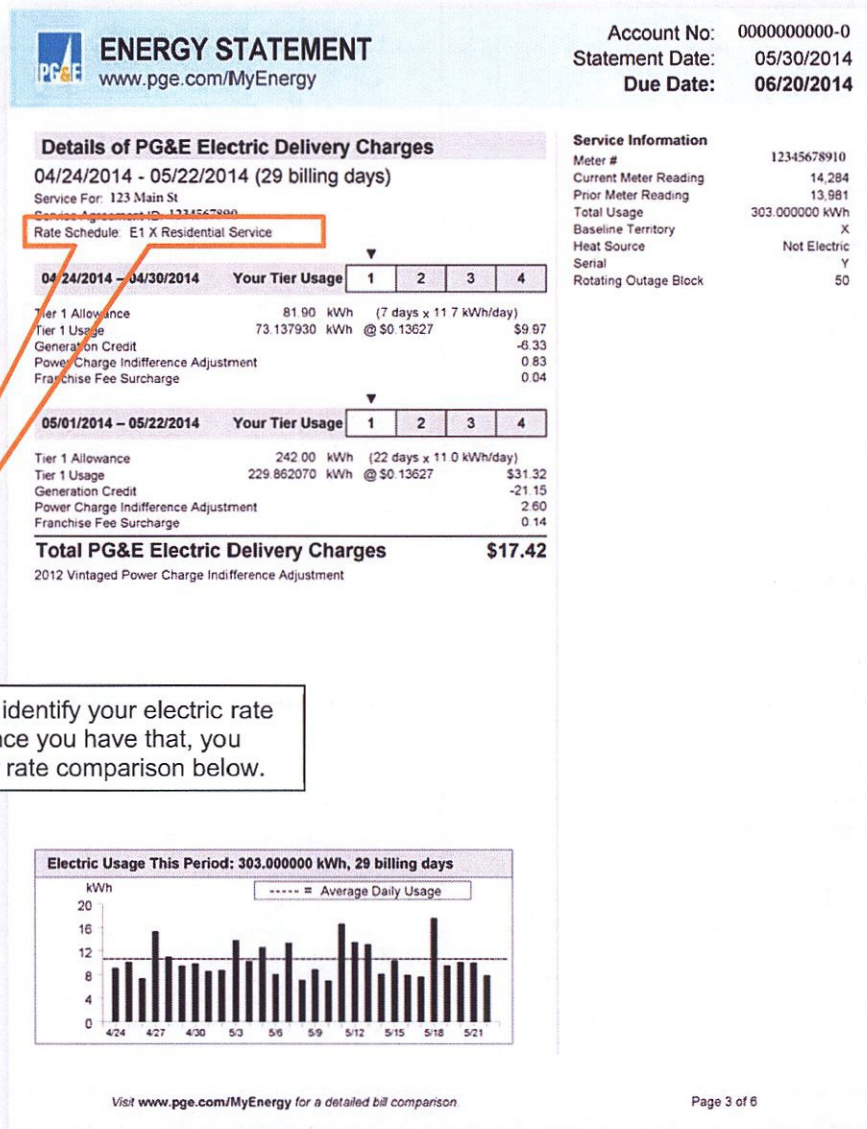 PG&E
ENERGY STATEMENT
www.pge.com/MyEnergy
Account No: 0000000000-0
Statement Date: 05/30/2014
Due Date: 06/20/2014
Details of PG&E Electric Delivery Charges
04/24/2014 - 05/22/2014 (29 billing days)
Service For: 123 Main St
Service Agreement ID: 1234567890
Rate Schedule: E1 X Residential Service
Service Information
Meter # 12345678910
Current Meter Reading 14,284
Prior Meter Reading 13,981
Total Usage 303.000000 kWh
Baseline Territory X
Heat Source Not Electric
Serial Y
Rotating Outage Block 50
04/24/2014 – 04/30/2014 Your Tier Usage 1 2 3 4
Tier 1 Allowance 81.90 kWh (7 days x 11.7 kWh/day)
Tier 1 Usage 73.137930 kWh @ $0.13627 $9.97
Generation Credit -6.33
Power Charge Indifference Adjustment 0.83
Franchise Fee Surcharge 0.04
05/01/2014 – 05/22/2014 Your Tier Usage 1 2 3 4
Tier 1 Allowance 242.00 kWh (22 days x 11.0 kWh/day)
Tier 1 Usage 229.862070 kWh @ $0.13627 $31.32
Generation Credit -21.15
Power Charge Indifference Adjustment 2.60
Franchise Fee Surcharge 0.14
Total PG&E Electric Delivery Charges $17.42
2012 Vintaged Power Charge Indifference Adjustment
identify your electric rate
nce you have that, you
rate comparison below.
Electric Usage This Period: 303.000000 kWh, 29 billing days
kWh
----- = Average Daily Usage
20
16
12
8
4
0
4/24 4/27 4/30 5/3 5/6 5/9 5/12 5/15 5/18 5/21
Visit www.pge.com/MyEnergy for a detailed bill comparison.
Page 3 of 6